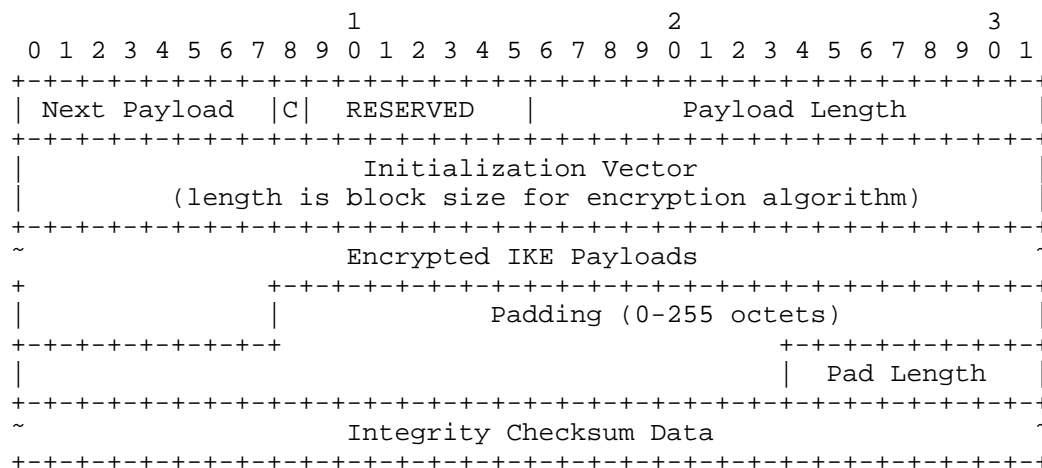 1                   2                   3
 0 1 2 3 4 5 6 7 8 9 0 1 2 3 4 5 6 7 8 9 0 1 2 3 4 5 6 7 8 9 0 1
+-+-+-+-+-+-+-+-+-+-+-+-+-+-+-+-+-+-+-+-+-+-+-+-+-+-+-+-+-+-+-+-+
| Next Payload  |C|  RESERVED   |         Payload Length        |
+-+-+-+-+-+-+-+-+-+-+-+-+-+-+-+-+-+-+-+-+-+-+-+-+-+-+-+-+-+-+-+-+
|                     Initialization Vector                     |
|         (length is block size for encryption algorithm)       |
+-+-+-+-+-+-+-+-+-+-+-+-+-+-+-+-+-+-+-+-+-+-+-+-+-+-+-+-+-+-+-+-+
~                    Encrypted IKE Payloads                     ~
+               +-+-+-+-+-+-+-+-+-+-+-+-+-+-+-+-+-+-+-+-+-+-+-+-+
|               |             Padding (0-255 octets)            |
+-+-+-+-+-+-+-+-+                               +-+-+-+-+-+-+-+-+
|                                               |  Pad Length   |
+-+-+-+-+-+-+-+-+-+-+-+-+-+-+-+-+-+-+-+-+-+-+-+-+-+-+-+-+-+-+-+-+
~                    Integrity Checksum Data                    ~
+-+-+-+-+-+-+-+-+-+-+-+-+-+-+-+-+-+-+-+-+-+-+-+-+-+-+-+-+-+-+-+-+